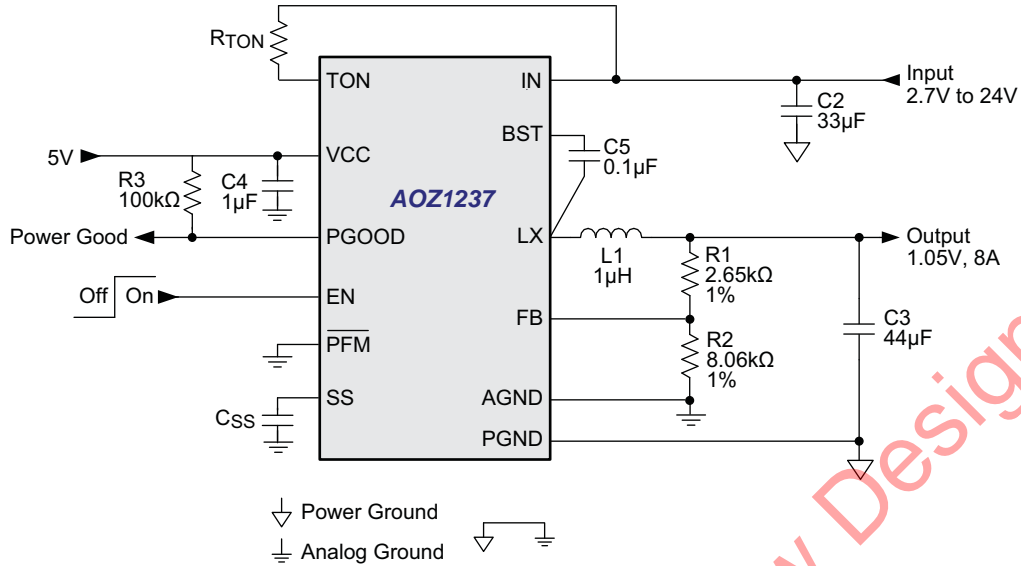 RTON
TON
IN
Input
2.7V to 24V
C2
33µF
BST
C5
0.1µF
5V
VCC
R3
100kΩ
C4
1µF
AOZ1237
Power Good
PGOOD
LX
L1
1µH
Output
1.05V, 8A
R1
2.65kΩ
1%
Off
On
EN
FB
C3
44µF
PFM
R2
8.06kΩ
1%
SS
CSS
AGND
PGND
Power Ground
Analog Ground
w Design